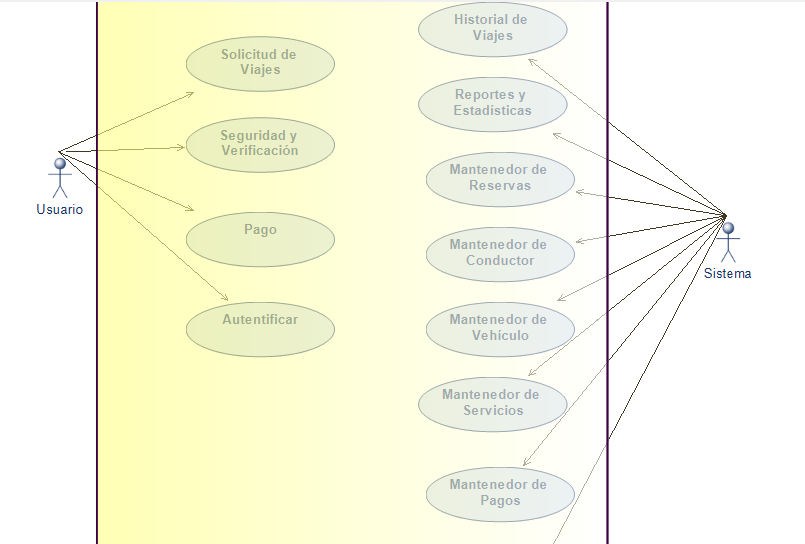 Historial de
Viajes
Solicitud de
Viajes
Reportes y
Estadisticas
Seguridad y
Verificación
Mantenedor de
Reservas
Usuario
Pago
Mantenedor de
Conductor
Sistema
Autentificar
Mantenedor de
Vehiculo
Mantenedor de
Servicios
Mantenedor de
Pagos